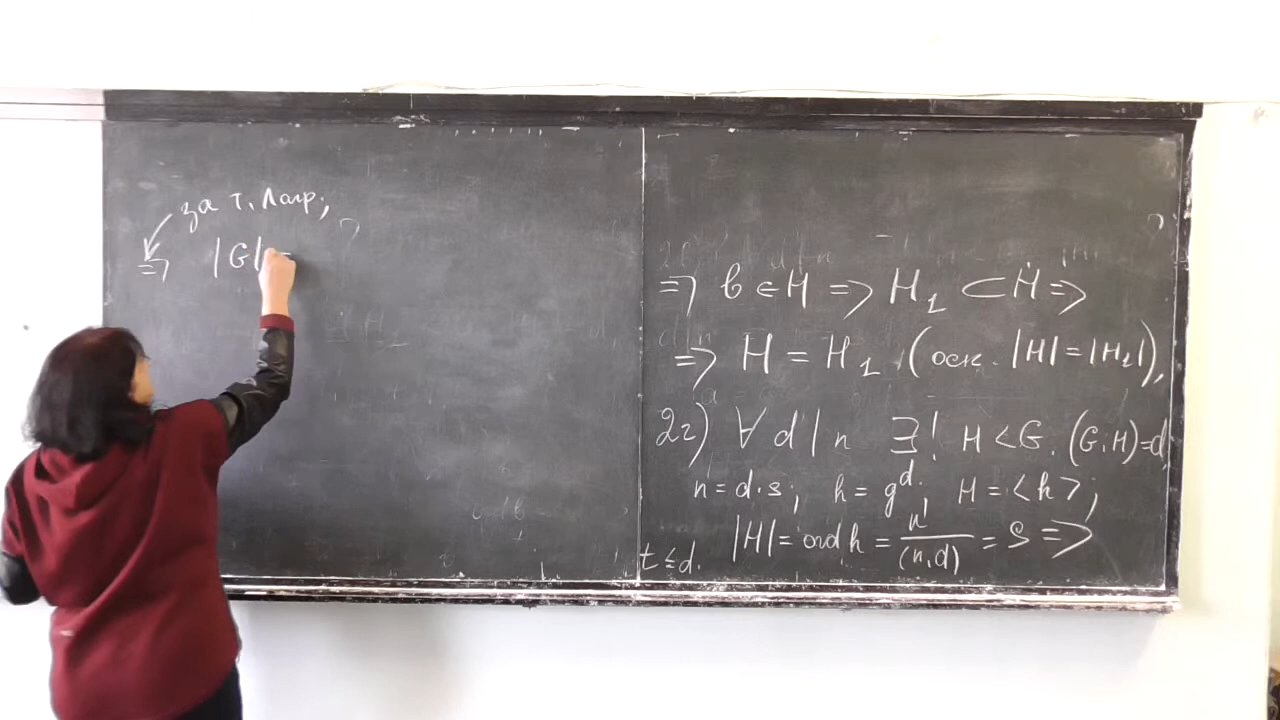 за т. Лагр;
=> |G| =
=> b ∈ H => H₁ ⊂ H =>
=> H = H₁ (оск. |H| = |H₁|),
2г) ∀ d | n ∃! H < G. (G:H)=d,
n = d·s; h = g^d; H = <h>;
|H| = ord h = n/(n,d) = s =>
t ≤ d.